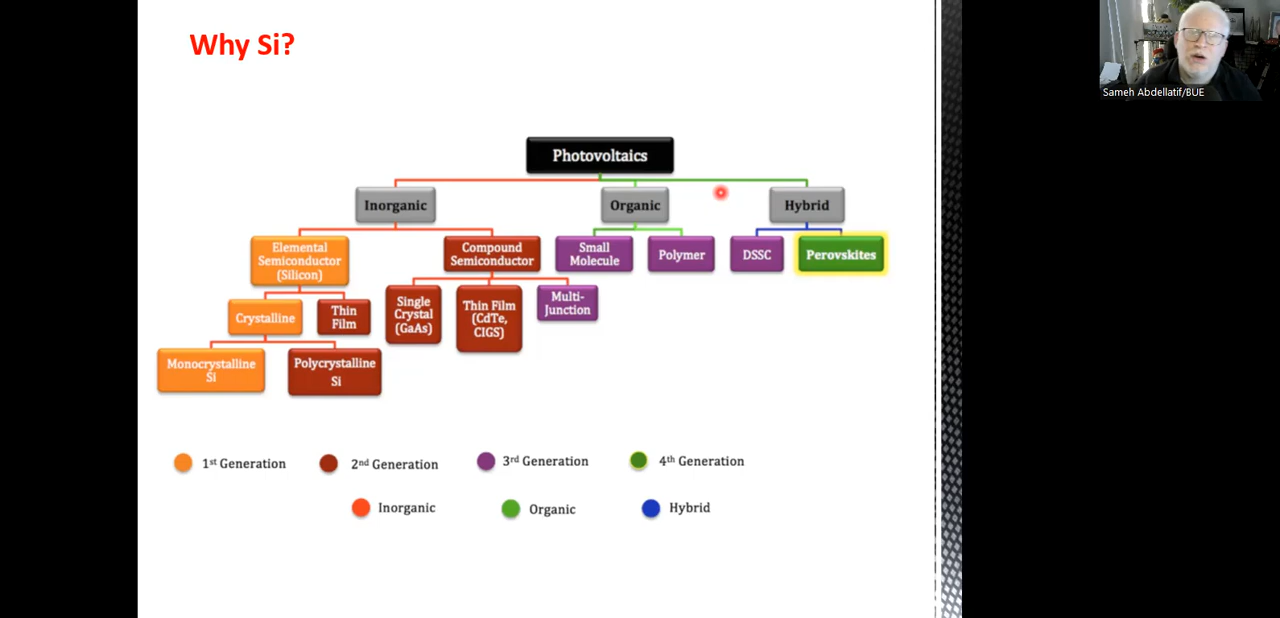 Why Si?
Sameh Abdellatif/BUE
Photovoltaics
Inorganic
Organic
Hybrid
Elemental
Semiconductor
(Silicon)
Compound
Semiconductor
Small
Molecule
Polymer
DSSC
Perovskites
Crystalline
Thin
Film
Single
Crystal
(GaAs)
Thin Film
(CdTe,
CIGS)
Multi-
Junction
Monocrystalline
Si
Polycrystalline
Si
1st Generation
2nd Generation
3rd Generation
4th Generation
Inorganic
Organic
Hybrid